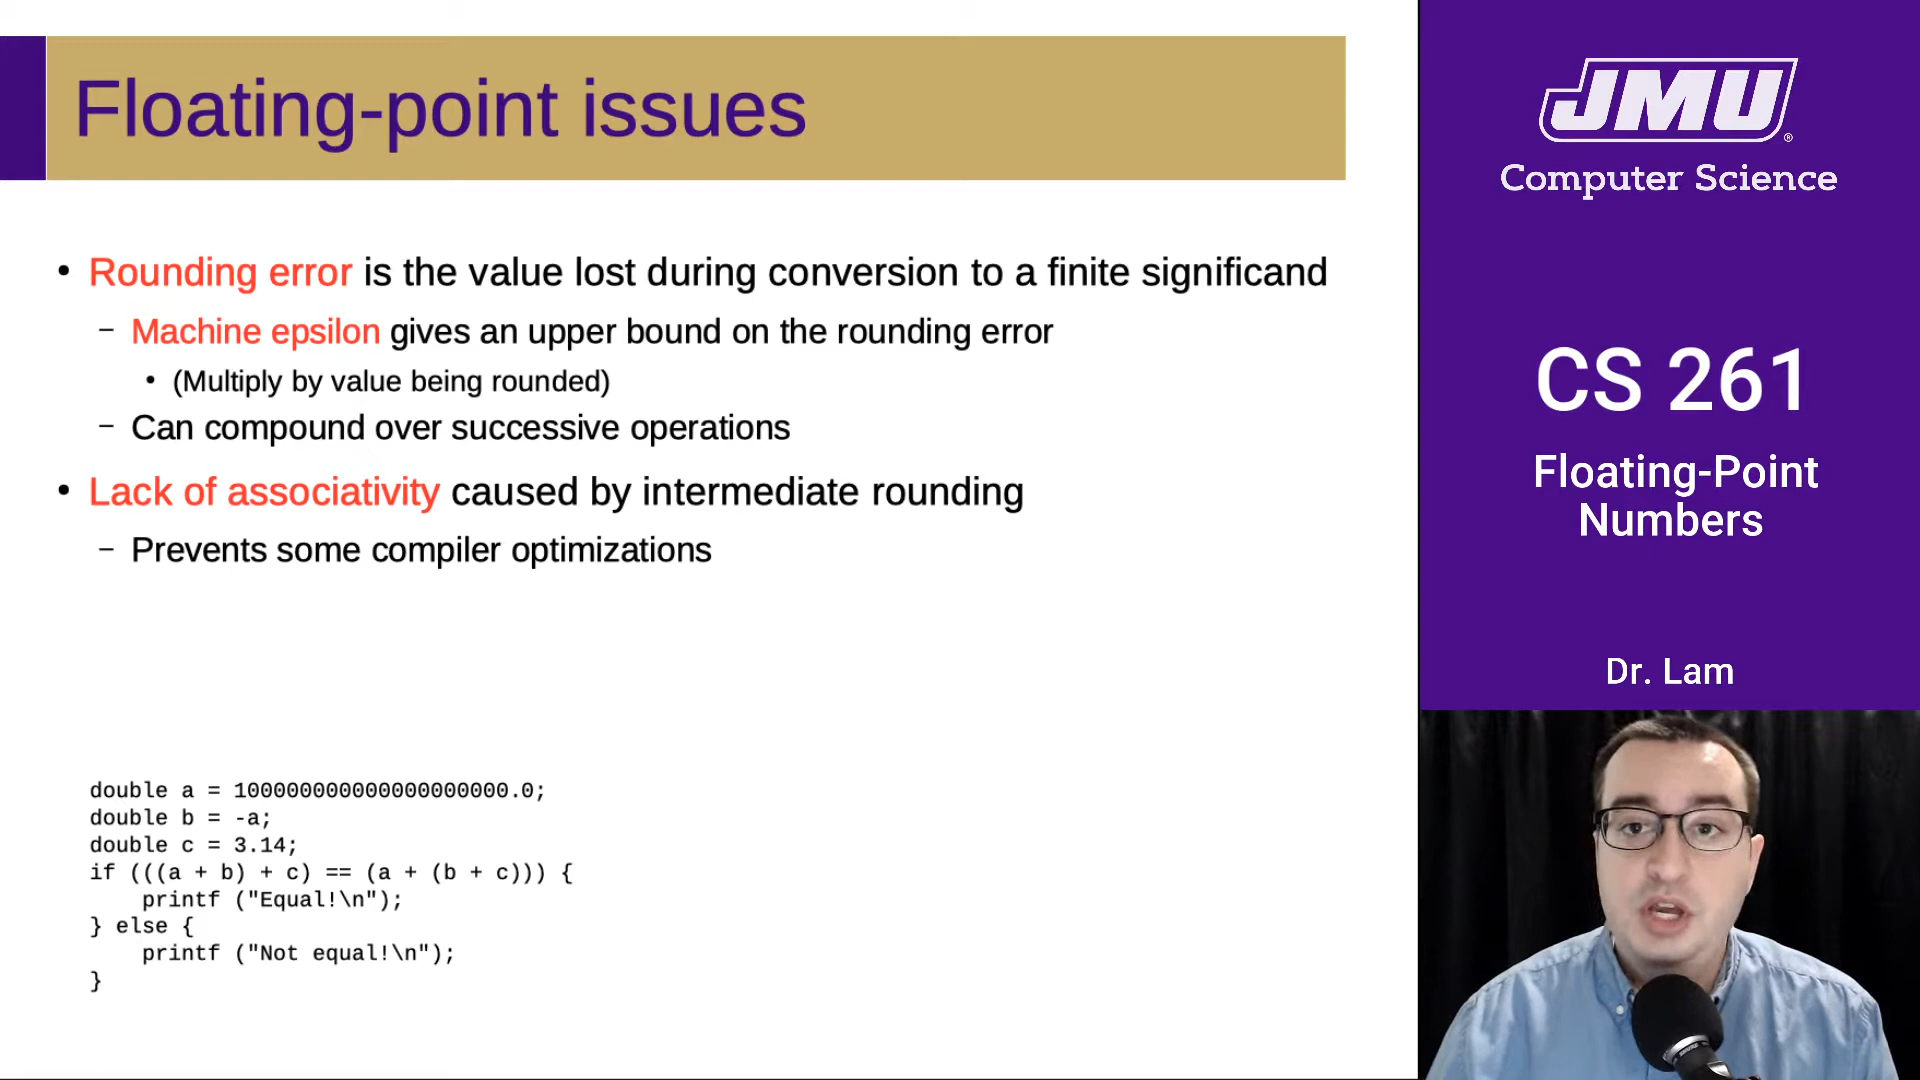 Floating-point issues
• Rounding error is the value lost during conversion to a finite significand
– Machine epsilon gives an upper bound on the rounding error
• (Multiply by value being rounded)
– Can compound over successive operations
• Lack of associativity caused by intermediate rounding
– Prevents some compiler optimizations
double a = 100000000000000000000.0;
double b = -a;
double c = 3.14;
if (((a + b) + c) == (a + (b + c))) {
    printf ("Equal!\n");
} else {
    printf ("Not equal!\n");
}
JMU®
Computer Science
CS 261
Floating-Point
Numbers
Dr. Lam